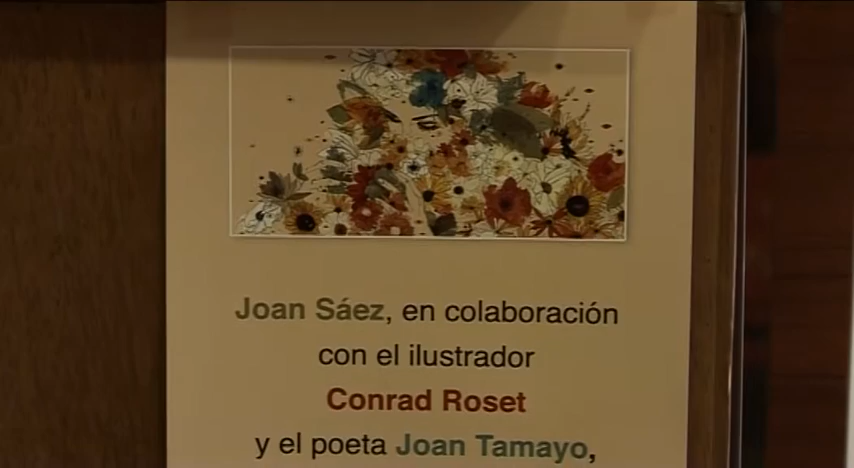 Joan Sáez, en colaboración
con el ilustrador
Conrad Roset
y el poeta Joan Tamayo,